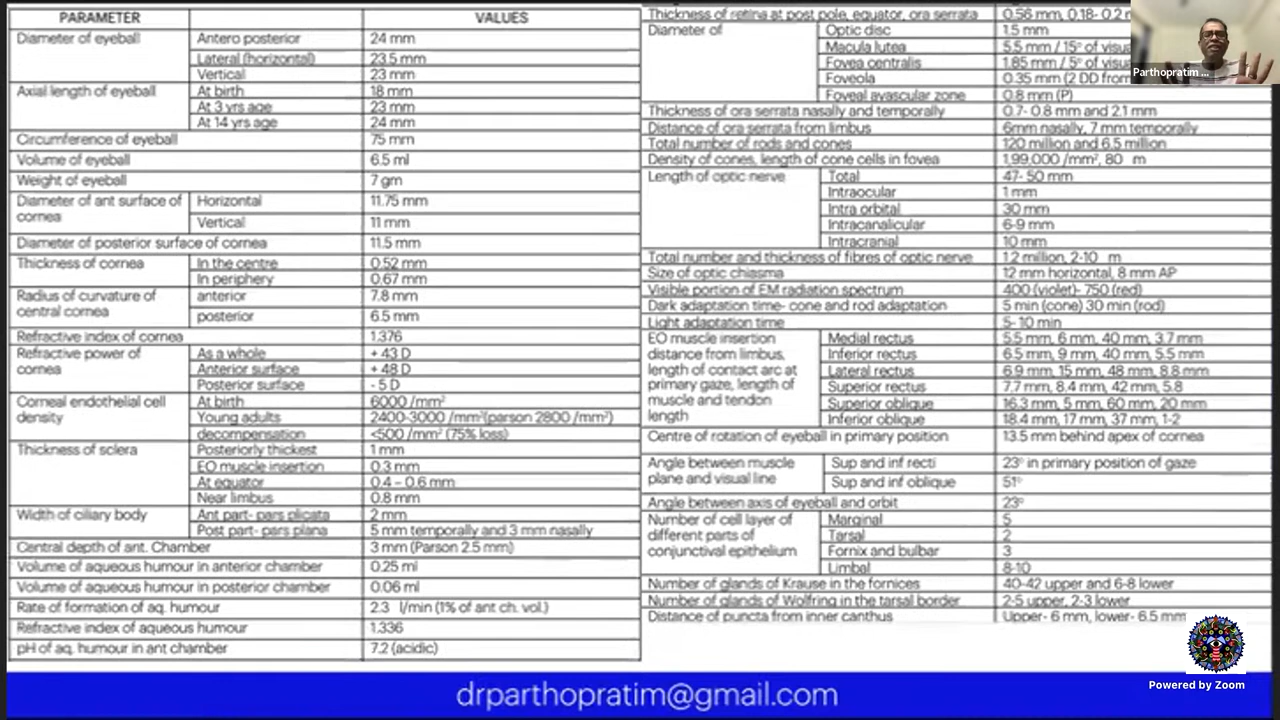 PARAMETER VALUES
Diameter of eyeball Antero posterior 24 mm
Lateral (horizontal) 23.5 mm
Vertical 23 mm
Axial length of eyeball At birth 18 mm
At 3 yrs age 23 mm
At 14 yrs age 24 mm
Circumference of eyeball 75 mm
Volume of eyeball 6.5 ml
Weight of eyeball 7 gm
Diameter of ant surface of cornea Horizontal 11.75 mm
Vertical 11 mm
Diameter of posterior surface of cornea 11.5 mm
Thickness of cornea In the centre 0.52 mm
In periphery 0.67 mm
Radius of curvature of central cornea anterior 7.8 mm
posterior 6.5 mm
Refractive index of cornea 1.376
Refractive power of cornea As a whole + 43 D
Anterior surface + 48 D
Posterior surface - 5 D
Corneal endothelial cell density At birth 6000 /mm²
Young adults 2400-3000 /mm²(parson 2800 /mm²)
decompensation <500 /mm² (75% loss)
Thickness of sclera Posteriorly thickest 1 mm
EO muscle insertion 0.3 mm
At equator 0.4 – 0.6 mm
Near limbus 0.8 mm
Width of ciliary body Ant part- pars plicata 2 mm
Post part- pars plana 5 mm temporally and 3 mm nasally
Central depth of ant. Chamber 3 mm (Parson 2.5 mm)
Volume of aqueous humour in anterior chamber 0.25 ml
Volume of aqueous humour in posterior chamber 0.06 ml
Rate of formation of aq. humour 2.3 l/min (1% of ant ch. vol.)
Refractive index of aqueous humour 1.336
pH of aq. humour in ant chamber 7.2 (acidic)
Thickness of retina at post pole, equator, ora serrata 0.56 mm, 0.18- 0.2
Diameter of Optic disc 1.5 mm
Macula lutea 5.5 mm / 15° of
Fovea centralis 1.85 mm / 5° of
Foveola 0.35 mm (2 DD
Foveal avascular zone 0.8 mm (P)
Thickness of ora serrata nasally and temporally 0.7- 0.8 mm and 2.1 mm
Distance of ora serrata from limbus 6mm nasally, 7 mm temporally
Total number of rods and cones 120 million and 6.5 million
Density of cones, length of cone cells in fovea 1,99,000 /mm², 80 m
Length of optic nerve Total 47- 50 mm
Intraocular 1 mm
Intra orbital 30 mm
Intracanalicular 6-9 mm
Intracranial 10 mm
Total number and thickness of fibres of optic nerve 1.2 million, 2-10 m
Size of optic chiasma 12 mm horizontal, 8 mm AP
Visible portion of EM radiation spectrum 400 (violet)- 750 (red)
Dark adaptation time- cone and rod adaptation 5 min (cone) 30 min (rod)
Light adaptation time 5- 10 min
EO muscle insertion distance from limbus, length of contact arc at primary gaze, length of muscle and tendon length Medial rectus 5.5 mm, 6 mm, 40 mm, 3.7 mm
Inferior rectus 6.5 mm, 9 mm, 40 mm, 5.5 mm
Lateral rectus 6.9 mm, 15 mm, 48 mm, 8.8 mm
Superior rectus 7.7 mm, 8.4 mm, 42 mm, 5.8
Superior oblique 16.3 mm, 5 mm, 60 mm, 20 mm
Inferior oblique 18.4 mm, 17 mm, 37 mm, 1-2
Centre of rotation of eyeball in primary position 13.5 mm behind apex of cornea
Angle between muscle plane and visual line Sup and inf recti 23° in primary position of gaze
Sup and inf oblique 51°
Angle between axis of eyeball and orbit 23°
Number of cell layer of different parts of conjunctival epithelium Marginal 5
Tarsal 2
Fornix and bulbar 3
Limbal 8-10
Number of glands of Krause in the fornices 40-42 upper and 6-8 lower
Number of glands of Wolfring in the tarsal border 2-5 upper, 2-3 lower
Distance of puncta from inner canthus Upper- 6 mm, lower- 6.5 mm
Parthopratim ...
drparthopratim@gmail.com
Powered by Zoom